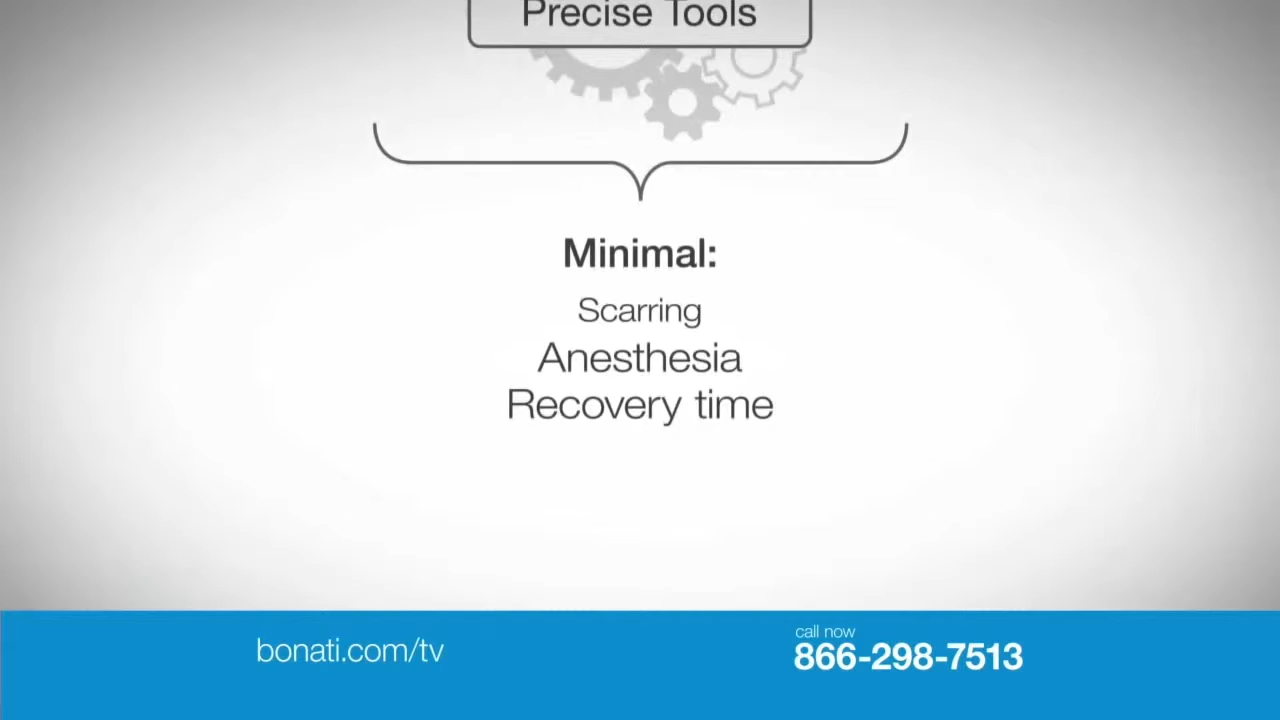 Precise Tools
Minimal:
Scarring
Anesthesia
Recovery time
bonati.com/tv
call now
866-298-7513